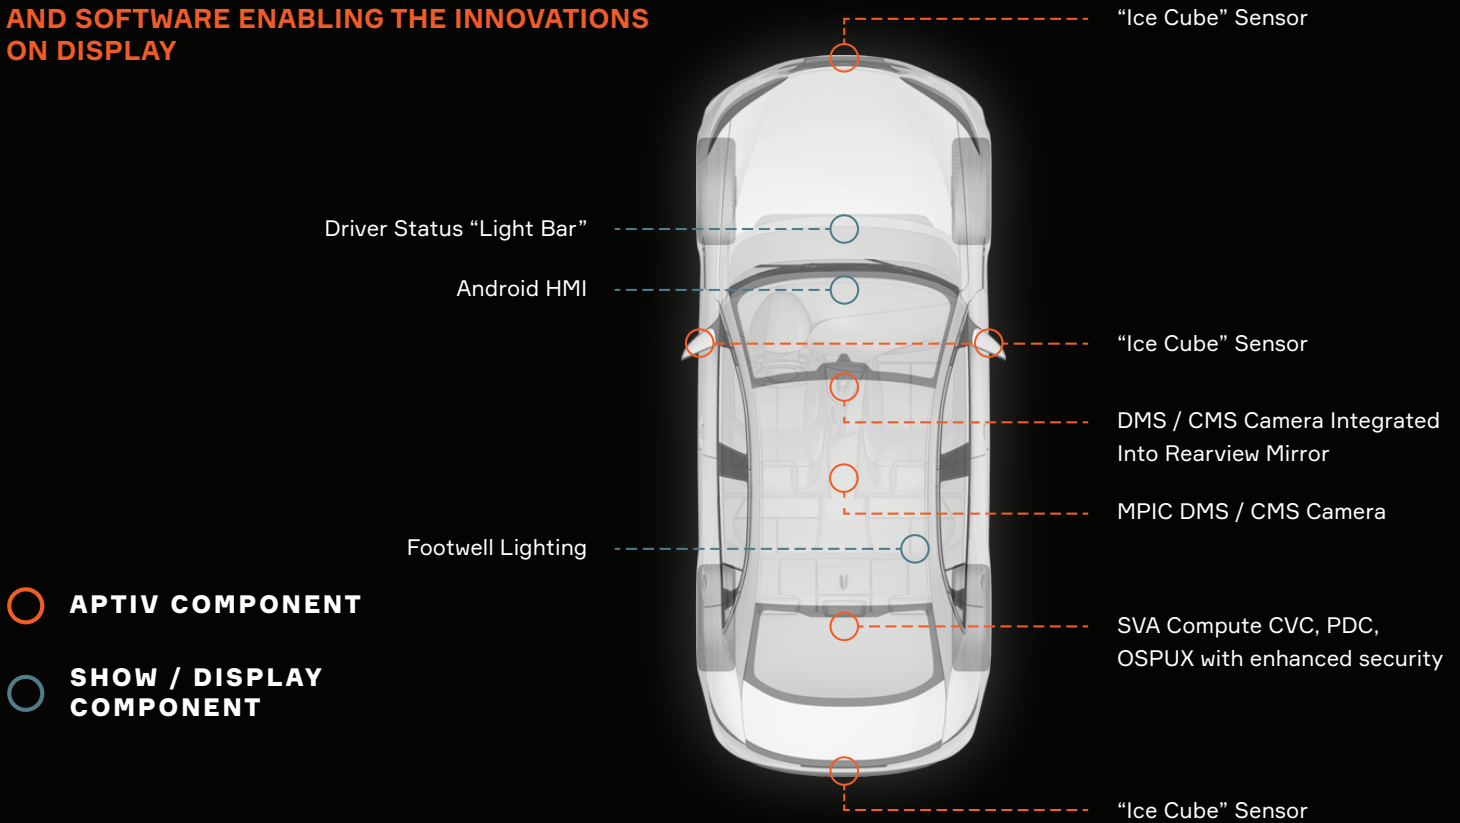 AND SOFTWARE ENABLING THE INNOVATIONS
ON DISPLAY
“Ice Cube” Sensor
Driver Status “Light Bar”
Android HMI
“Ice Cube” Sensor
DMS / CMS Camera Integrated
Into Rearview Mirror
MPIC DMS / CMS Camera
Footwell Lighting
APTIV COMPONENT
SVA Compute CVC, PDC,
OSPUX with enhanced security
SHOW / DISPLAY
COMPONENT
“Ice Cube” Sensor